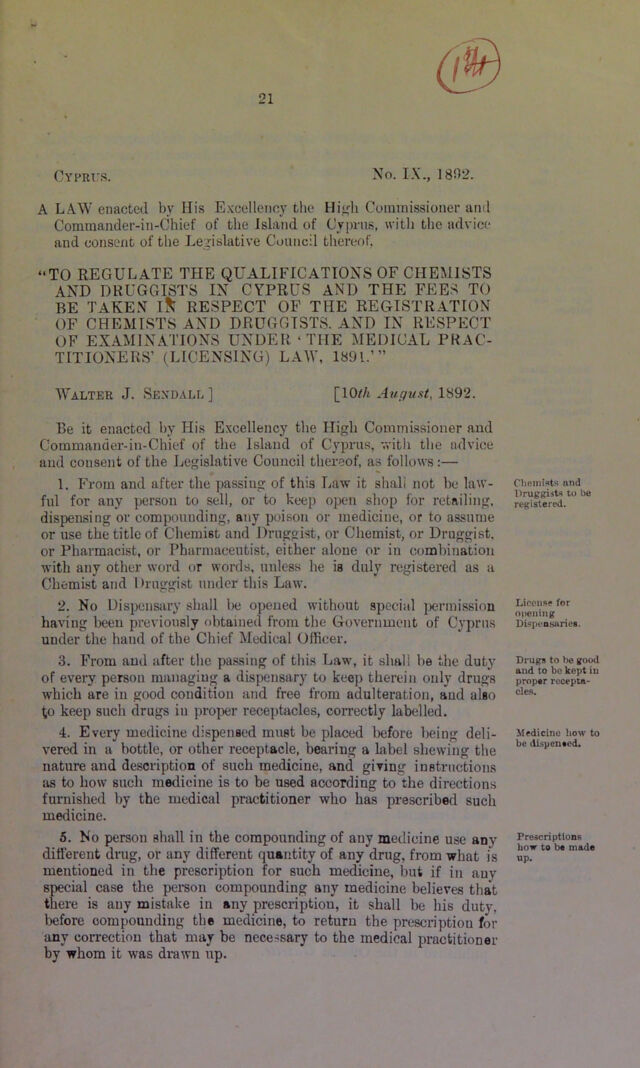 21
CYPRUS. No. IX., 1892.
A LAW enacted by His Excellency the High Commissioner and
Commander-in-Chief of the Island of Cyprus, with the advice
and consent of the Legislative Council thereof,
“TO REGULATE THE QUALIFICATIONS OF CHEMISTS
AND DRUGGISTS IN CYPRUS AND THE FEES TO
BE TAKEN IN RESPECT OF THE REGISTRATION
OF CHEMISTS AND DRUGGISTS. AND IN RESPECT
OF EXAMINATIONS UNDER ‘THE MEDICAL PRAC-
TITIONERS’ (LICENSING) LAW, 1891.’”
WALTER J. SENDALL] [10th August, 1892.
Be it enacted by His Excellency the High Commissioner and
Commander-in-Chief of the Island of Cyprus, with the advice
and consent of the Legislative Council thereof, as follows:—
1. From and after the passing of this Law it shall not be law-
ful for any person to sell, or to keep open shop for retailing,
dispensing or compounding, any poison or medicine, or to assume
or use the title of Chemist and Druggist, or Chemist, or Druggist,
or Pharmacist, or Pharmaceutist, either alone or in combination
with any other word or words, unless he is duly registered as a
Chemist and Druggist under this Law.
Chemists and
Druggists to be
registered.
2. No Dispensary shall be opened without special permission
having been previously obtained from the Government of Cyprus
under the hand of the Chief Medical Officer.
License for
opening
Dispensaries.
3. From and after the passing of this Law, it shall be the duty
of every person managing a dispensary to keep therein only drugs
which are in good condition and free from adulteration, and also
to keep such drugs in proper receptacles, correctly labelled.
Drugs to be good
and to be kept in
proper recepta-
cles.
4. Every medicine dispensed must be placed before being deli-
vered in a bottle, or other receptacle, bearing a label shewing the
nature and description of such medicine, and giving instructions
as to how such medicine is to be used according to the directions
furnished by the medical practitioner who has prescribed such
medicine.
Medicine how to
be dispensed.
5. No person shall in the compounding of any medicine use any
different drug, or any different quantity of any drug, from what is
mentioned in the prescription for such medicine, but if in any
special case the person compounding any medicine believes that
there is any mistake in any prescription, it shall be his duty,
before compounding the medicine, to return the prescription for
any correction that may be necessary to the medical practitioner
by whom it was drawn up.
Prescriptions
how to be made
up.